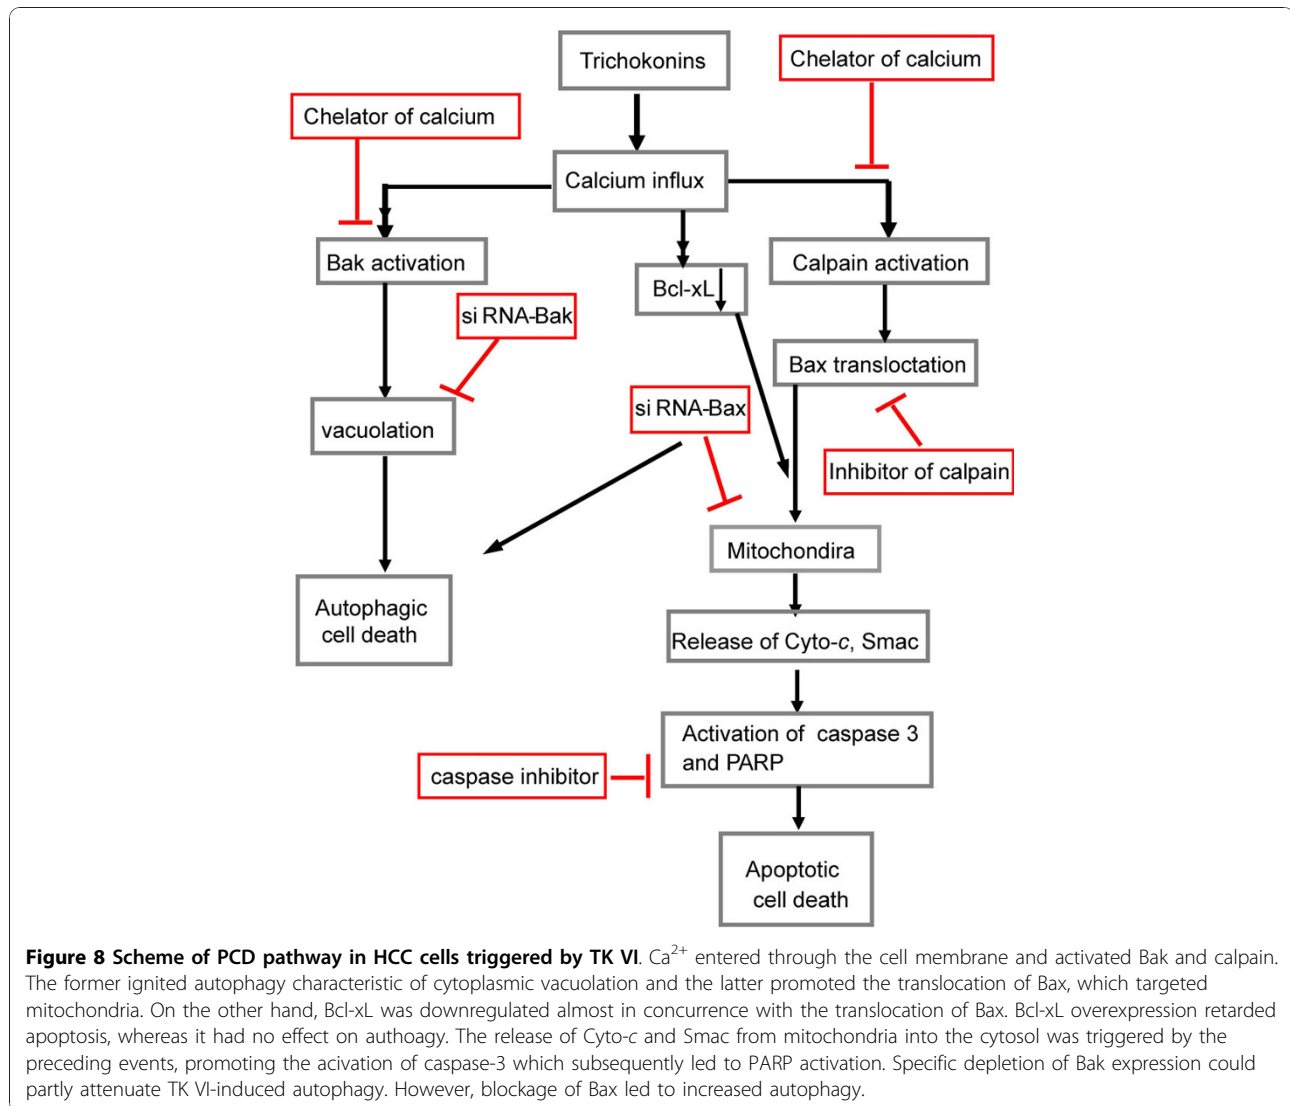 Trichokonins
Chelator of calcium
Chelator of calcium
Calcium influx
Bak activation
Bcl-xL
Calpain activation
si RNA-Bak
Bax transloctation
si RNA-Bax
vacuolation
Inhibitor of calpain
Mitochondira
Autophagic
cell death
Release of Cyto-c, Smac
Activation of caspase 3
and PARP
caspase inhibitor
Apoptotic
cell death
Figure 8 Scheme of PCD pathway in HCC cells triggered by TK VI. Ca2+ entered through the cell membrane and activated Bak and calpain.
The former ignited autophagy characteristic of cytoplasmic vacuolation and the latter promoted the translocation of Bax, which targeted
mitochondria. On the other hand, Bcl-xL was downregulated almost in concurrence with the translocation of Bax. Bcl-xL overexpression retarded
apoptosis, whereas it had no effect on authoagy. The release of Cyto-c and Smac from mitochondria into the cytosol was triggered by the
preceding events, promoting the acivation of caspase-3 which subsequently led to PARP activation. Specific depletion of Bak expression could
partly attenuate TK VI-induced autophagy. However, blockage of Bax led to increased autophagy.